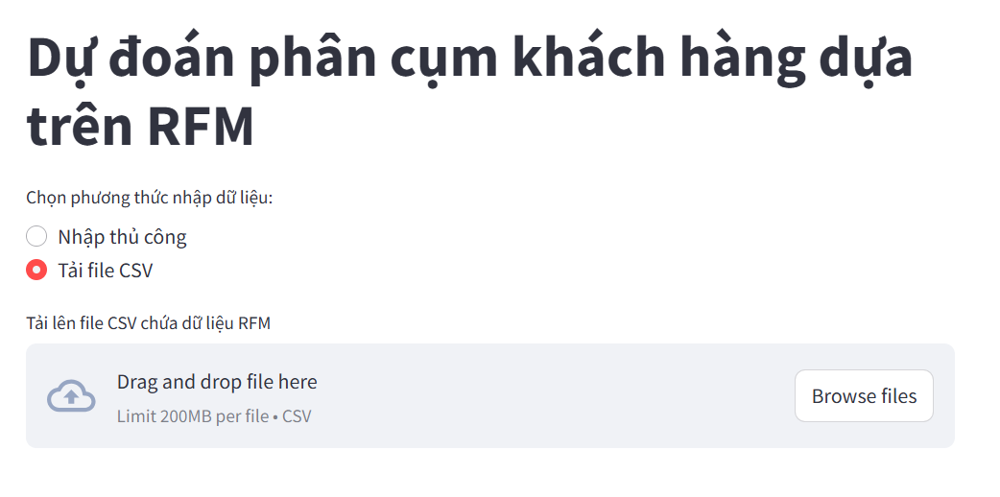 Dự đoán phân cụm khách hàng dựa
trên RFM
Chọn phương thức nhập dữ liệu:
Nhập thủ công
Tải file CSV
Tải lên file CSV chứa dữ liệu RFM
Drag and drop file here
Limit 200MB per file • CSV
Browse files